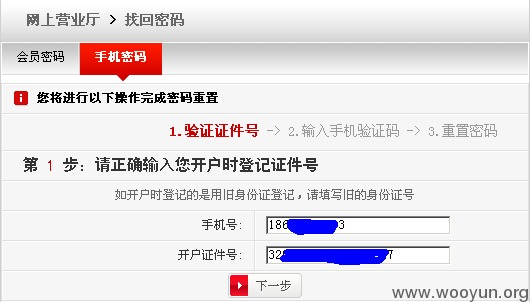 网上营业厅 > 找回密码
会员密码 手机密码
您将进行以下操作完成密码重置
1.验证证件号 -> 2.输入手机验证码 -> 3.重置密码
第 1 步：请正确输入您开户时登记证件号
如开户时登记的是用旧身份证登记，请填写旧的身份证号
手机号: 186 3
开户证件号: 32 7
下一步
www.wooyun.org